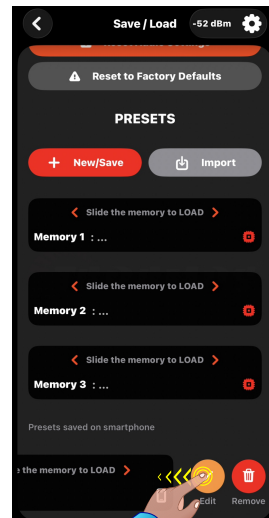 Save / Load
-52 dBm
Reset to Factory Defaults
PRESETS
+ New/Save
Import
Slide the memory to LOAD
Memory 1 : ...
Slide the memory to LOAD
Memory 2 : ...
Slide the memory to LOAD
Memory 3 : ...
Presets saved on smartphone
e the memory to LOAD
Edit
Remove